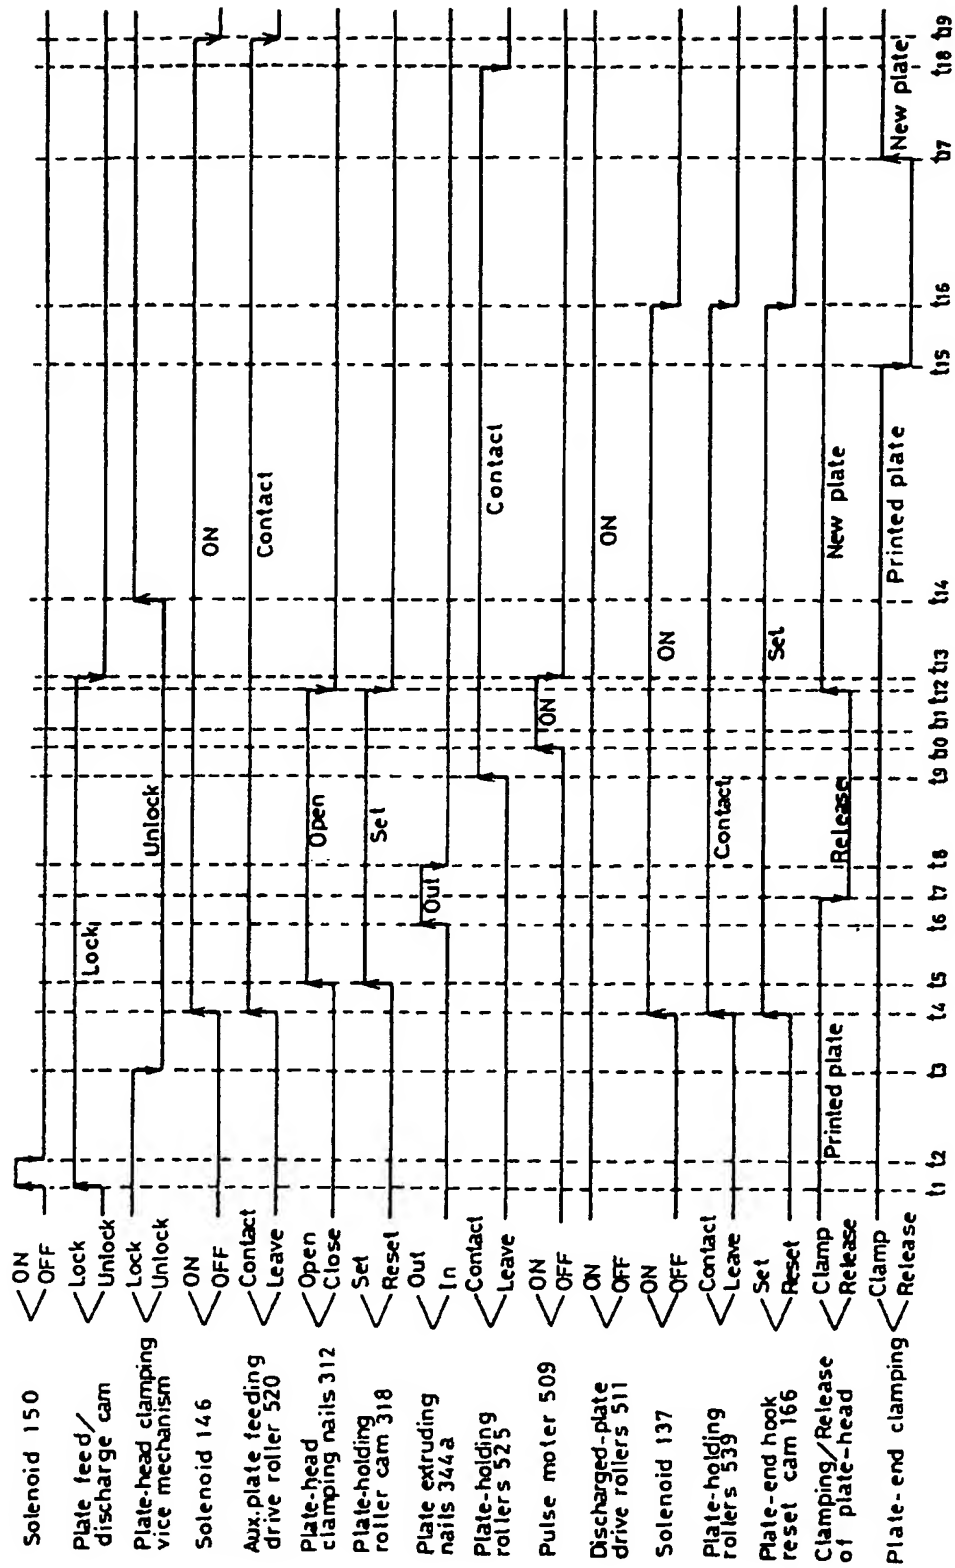 Solenoid 150
ON
OFF
Plate feed/
discharge cam
Lock
Unlock
Lock
Plate-head clamping
vice mechanism
Lock
Unlock
Unlock
Solenoid 146
ON
OFF
ON
Aux.plate feeding
drive roller 520
Contact
Leave
Contact
Plate-head
clamping nails 312
Open
Close
Open
Plate-holding
roller cam 318
Set
Reset
Set
Plate extruding
nails 344a
Out
In
Out
Plate-holding
rollers 525
Contact
Leave
Contact
Pulse moter 509
ON
OFF
ON
Discharged-plate
drive rollers 511
ON
OFF
ON
Solenoid 137
ON
OFF
ON
Plate-holding
rollers 539
Contact
Leave
Contact
Plate-end hook
reset cam 166
Set
Reset
Set
Clamping/Release
of plate-head
Clamp
Release
Printed plate
Release
New plate
Plate-end clamping
Clamp
Release
Printed plate
New plate
t1 t2 t3 t4 t5 t6 t7 t8 t9 t10 t11 t12 t13 t14 t15 t16 t17 t18 t19